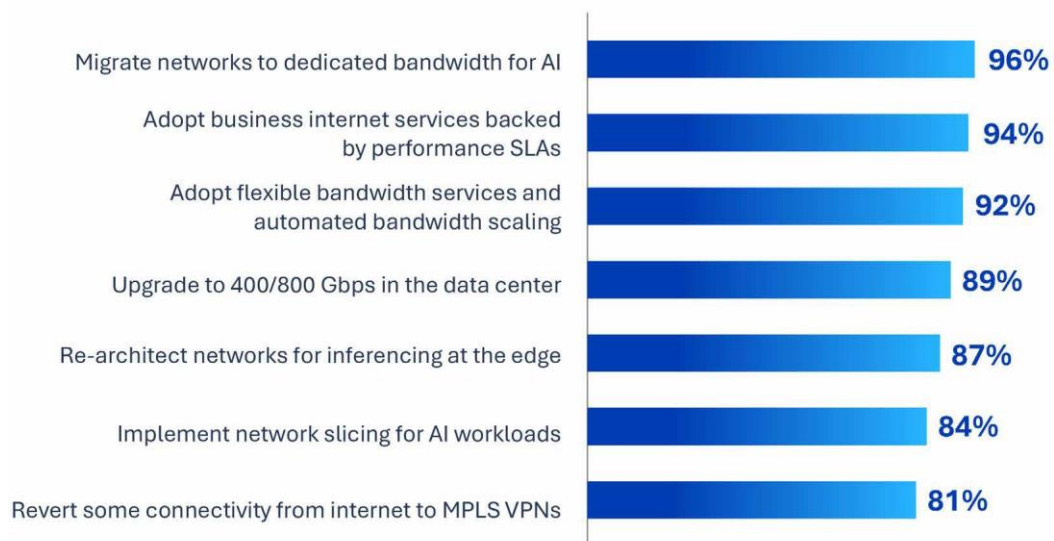 Migrate networks to dedicated bandwidth for AI
96%
Adopt business internet services backed
by performance SLAs
94%
Adopt flexible bandwidth services and
automated bandwidth scaling
92%
Upgrade to 400/800 Gbps in the data center
89%
Re-architect networks for inferencing at the edge
87%
Implement network slicing for AI workloads
84%
Revert some connectivity from internet to MPLS VPNs
81%